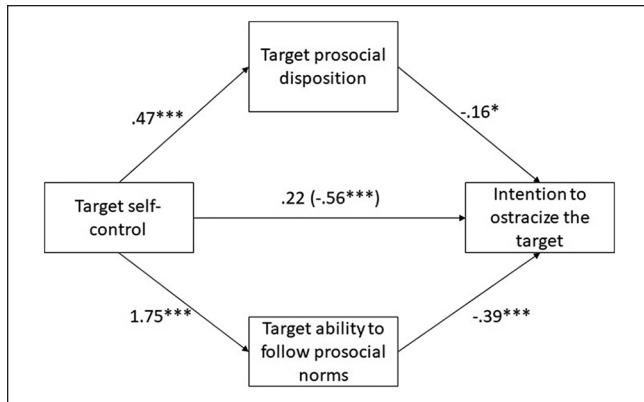 Target prosocial
disposition
.47***
-.16*
Target self-
control
.22 (-.56***)
Intention to
ostracize the
target
1.75***
-.39***
Target ability to
follow prosocial
norms